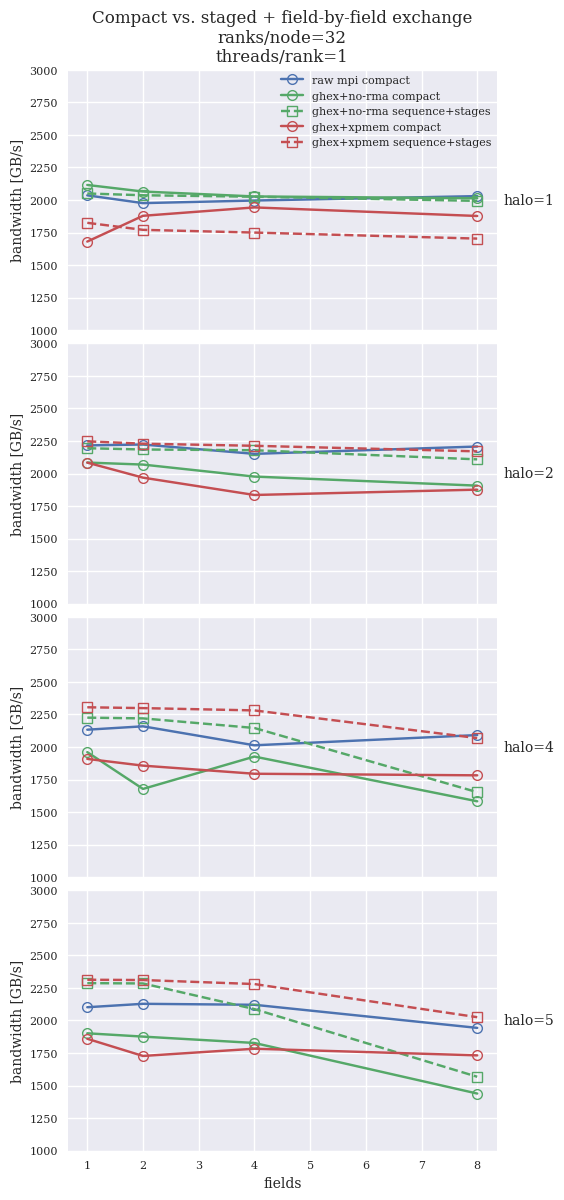 Compact vs. staged + field-by-field exchange
ranks/node=32
threads/rank=1
3000
2750
2500
2250
2000
1750
1500
1250
1000
bandwidth [GB/s]
raw mpi compact
ghex+no-rma compact
ghex+no-rma sequence+stages
ghex+xpmem compact
ghex+xpmem sequence+stages
halo=1
3000
2750
2500
2250
2000
1750
1500
1250
1000
bandwidth [GB/s]
halo=2
3000
2750
2500
2250
2000
1750
1500
1250
1000
bandwidth [GB/s]
halo=4
3000
2750
2500
2250
2000
1750
1500
1250
1000
bandwidth [GB/s]
halo=5
1 2 3 4 5 6 7 8
fields